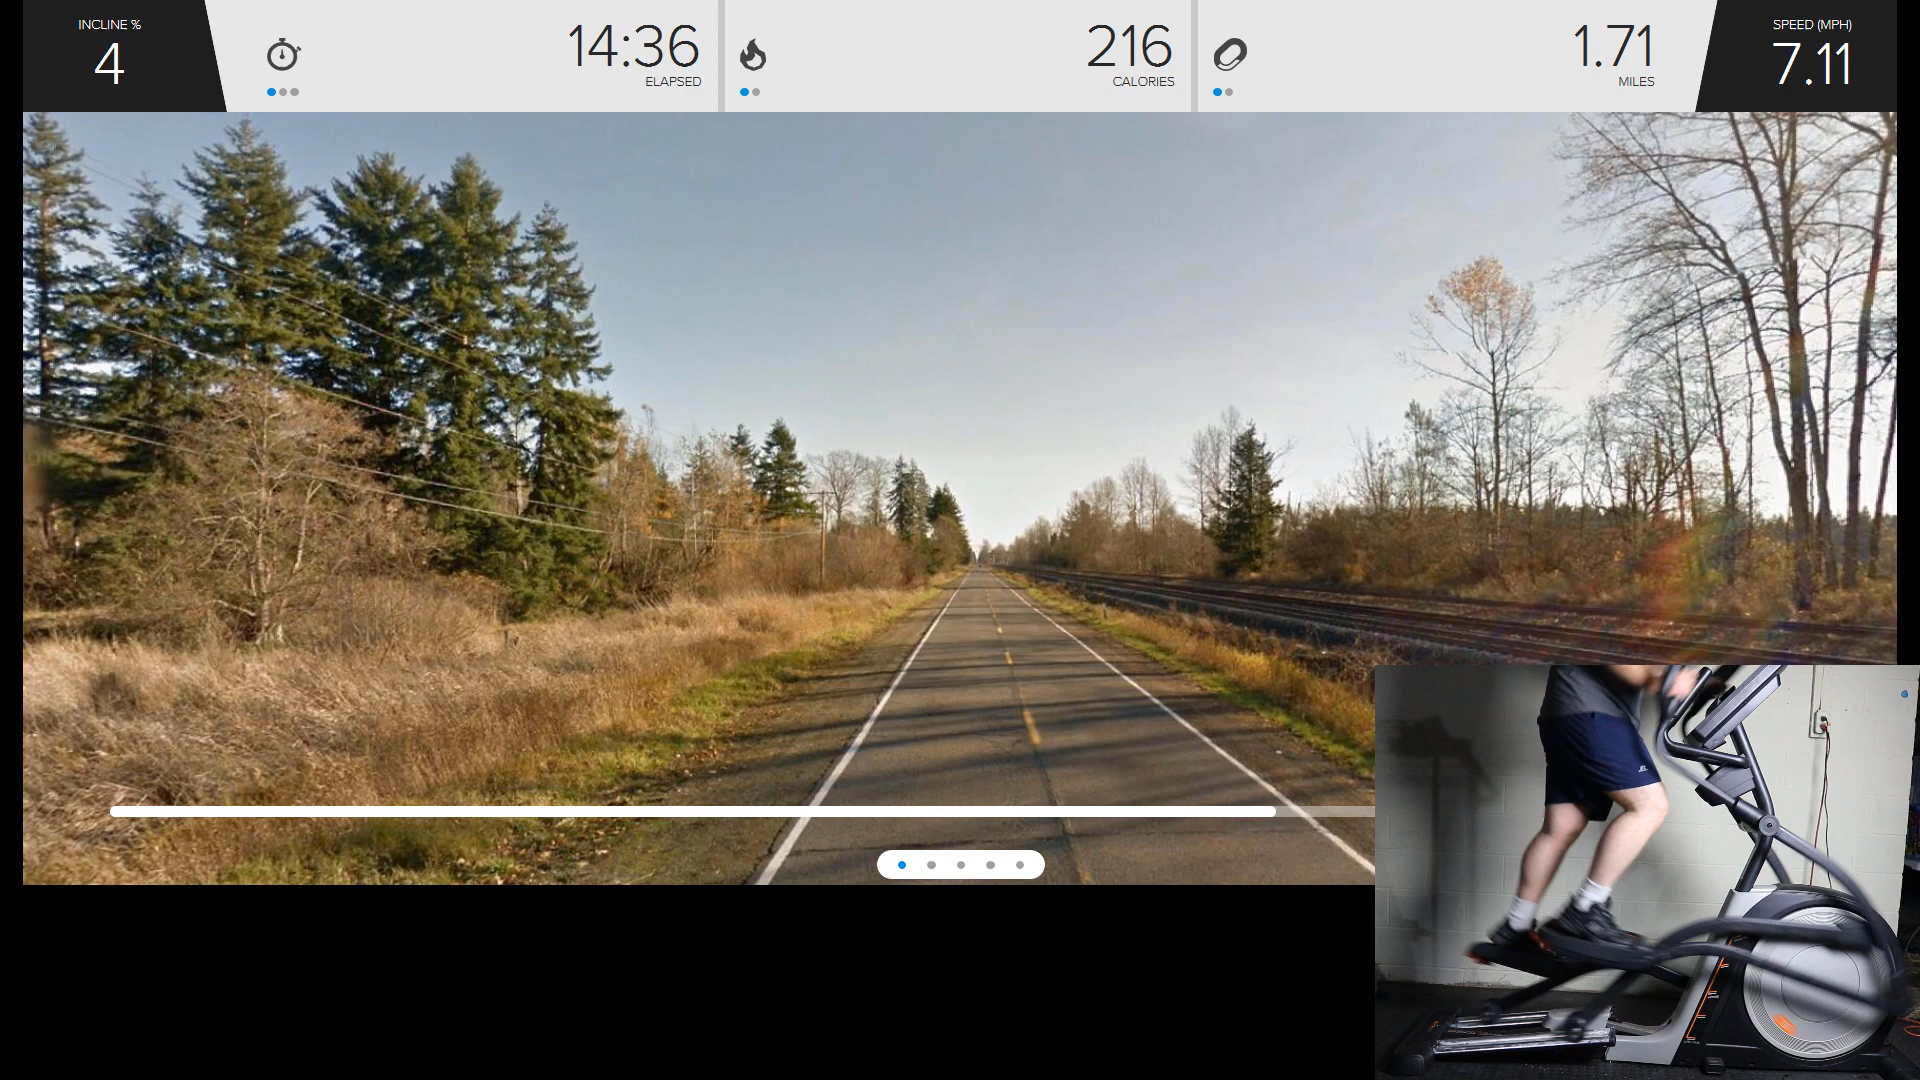 INCLINE %
4
14:36
ELAPSED
216
CALORIES
1.71
MILES
SPEED (MPH)
7.11